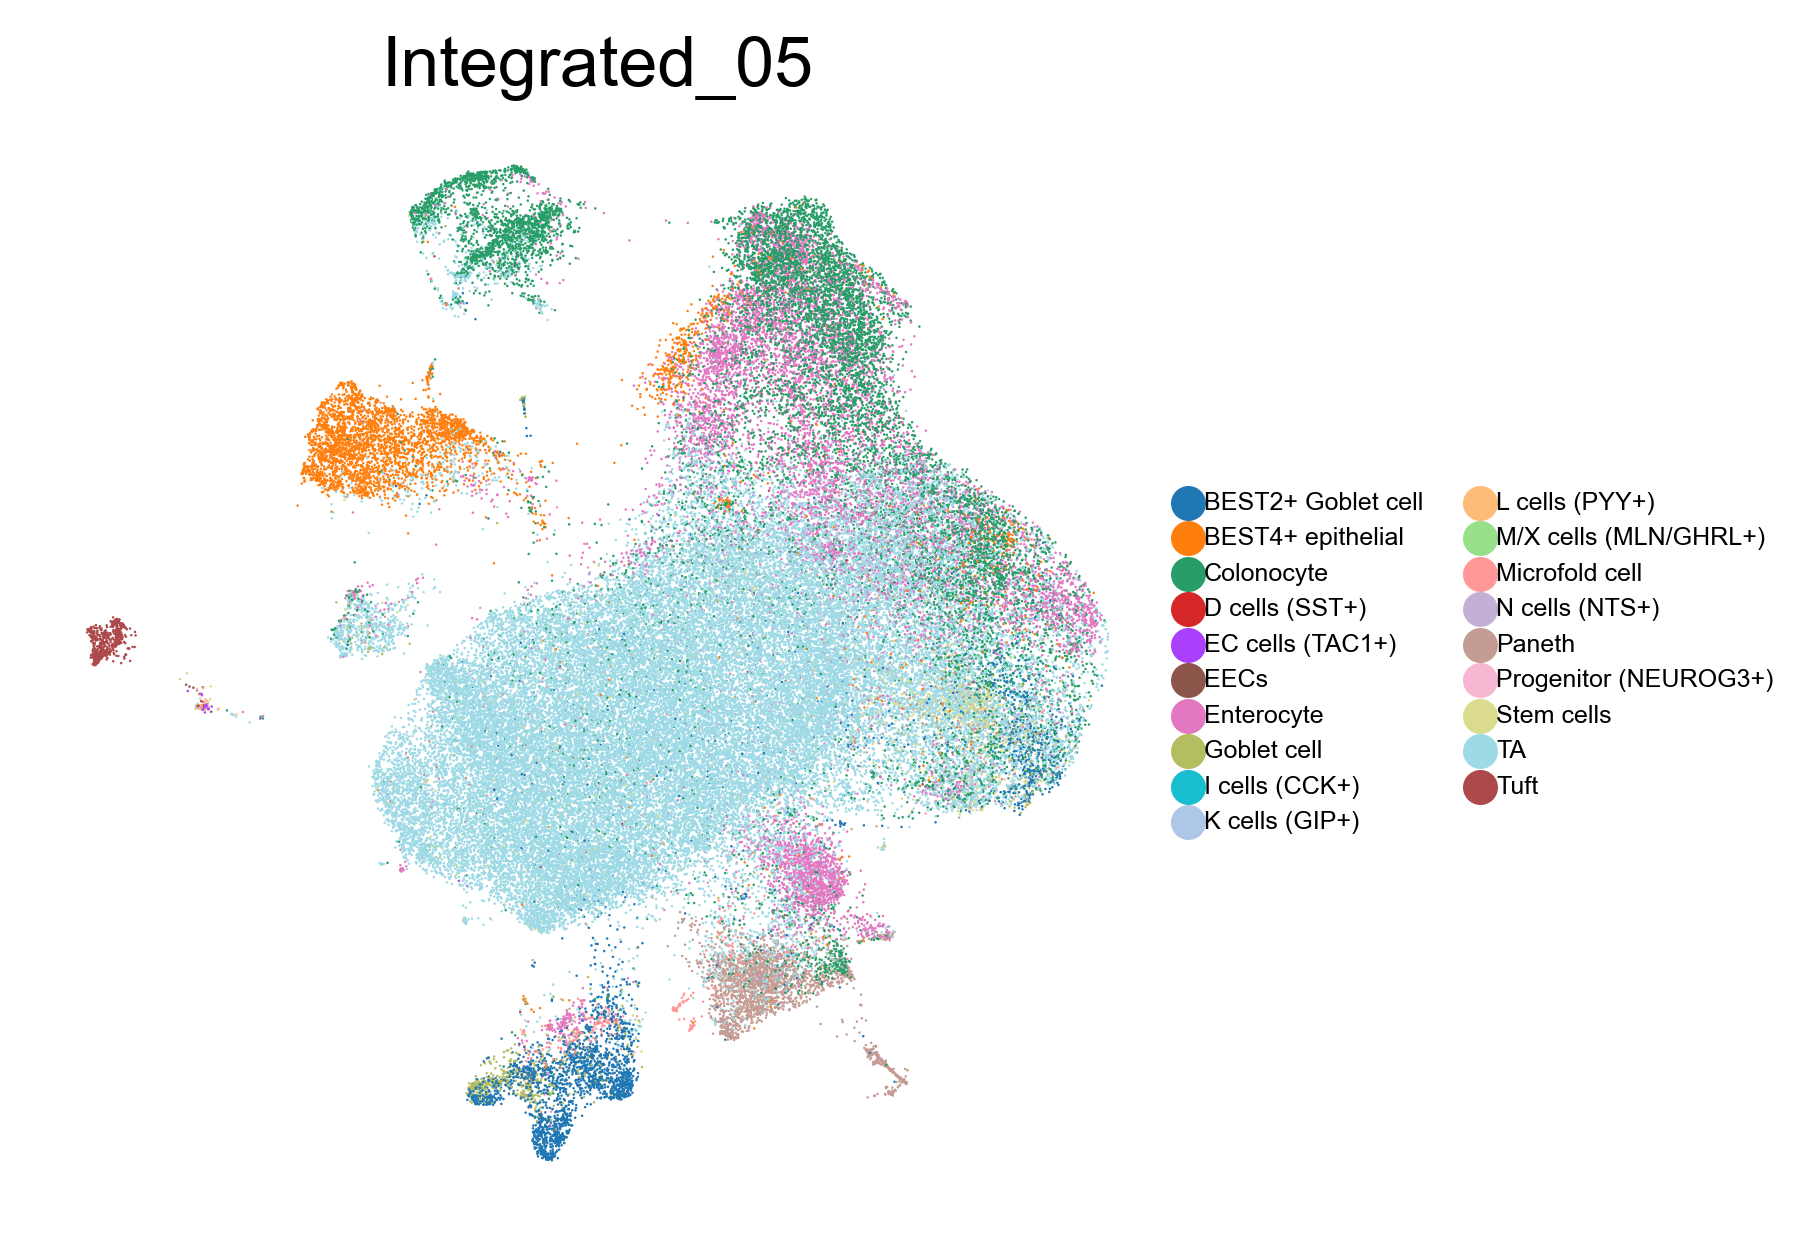 Integrated_05
BEST2+ Goblet cell
BEST4+ epithelial
Colonocyte
D cells (SST+)
EC cells (TAC1+)
EECs
Enterocyte
Goblet cell
I cells (CCK+)
K cells (GIP+)
L cells (PYY+)
M/X cells (MLN/GHRL+)
Microfold cell
N cells (NTS+)
Paneth
Progenitor (NEUROG3+)
Stem cells
TA
Tuft